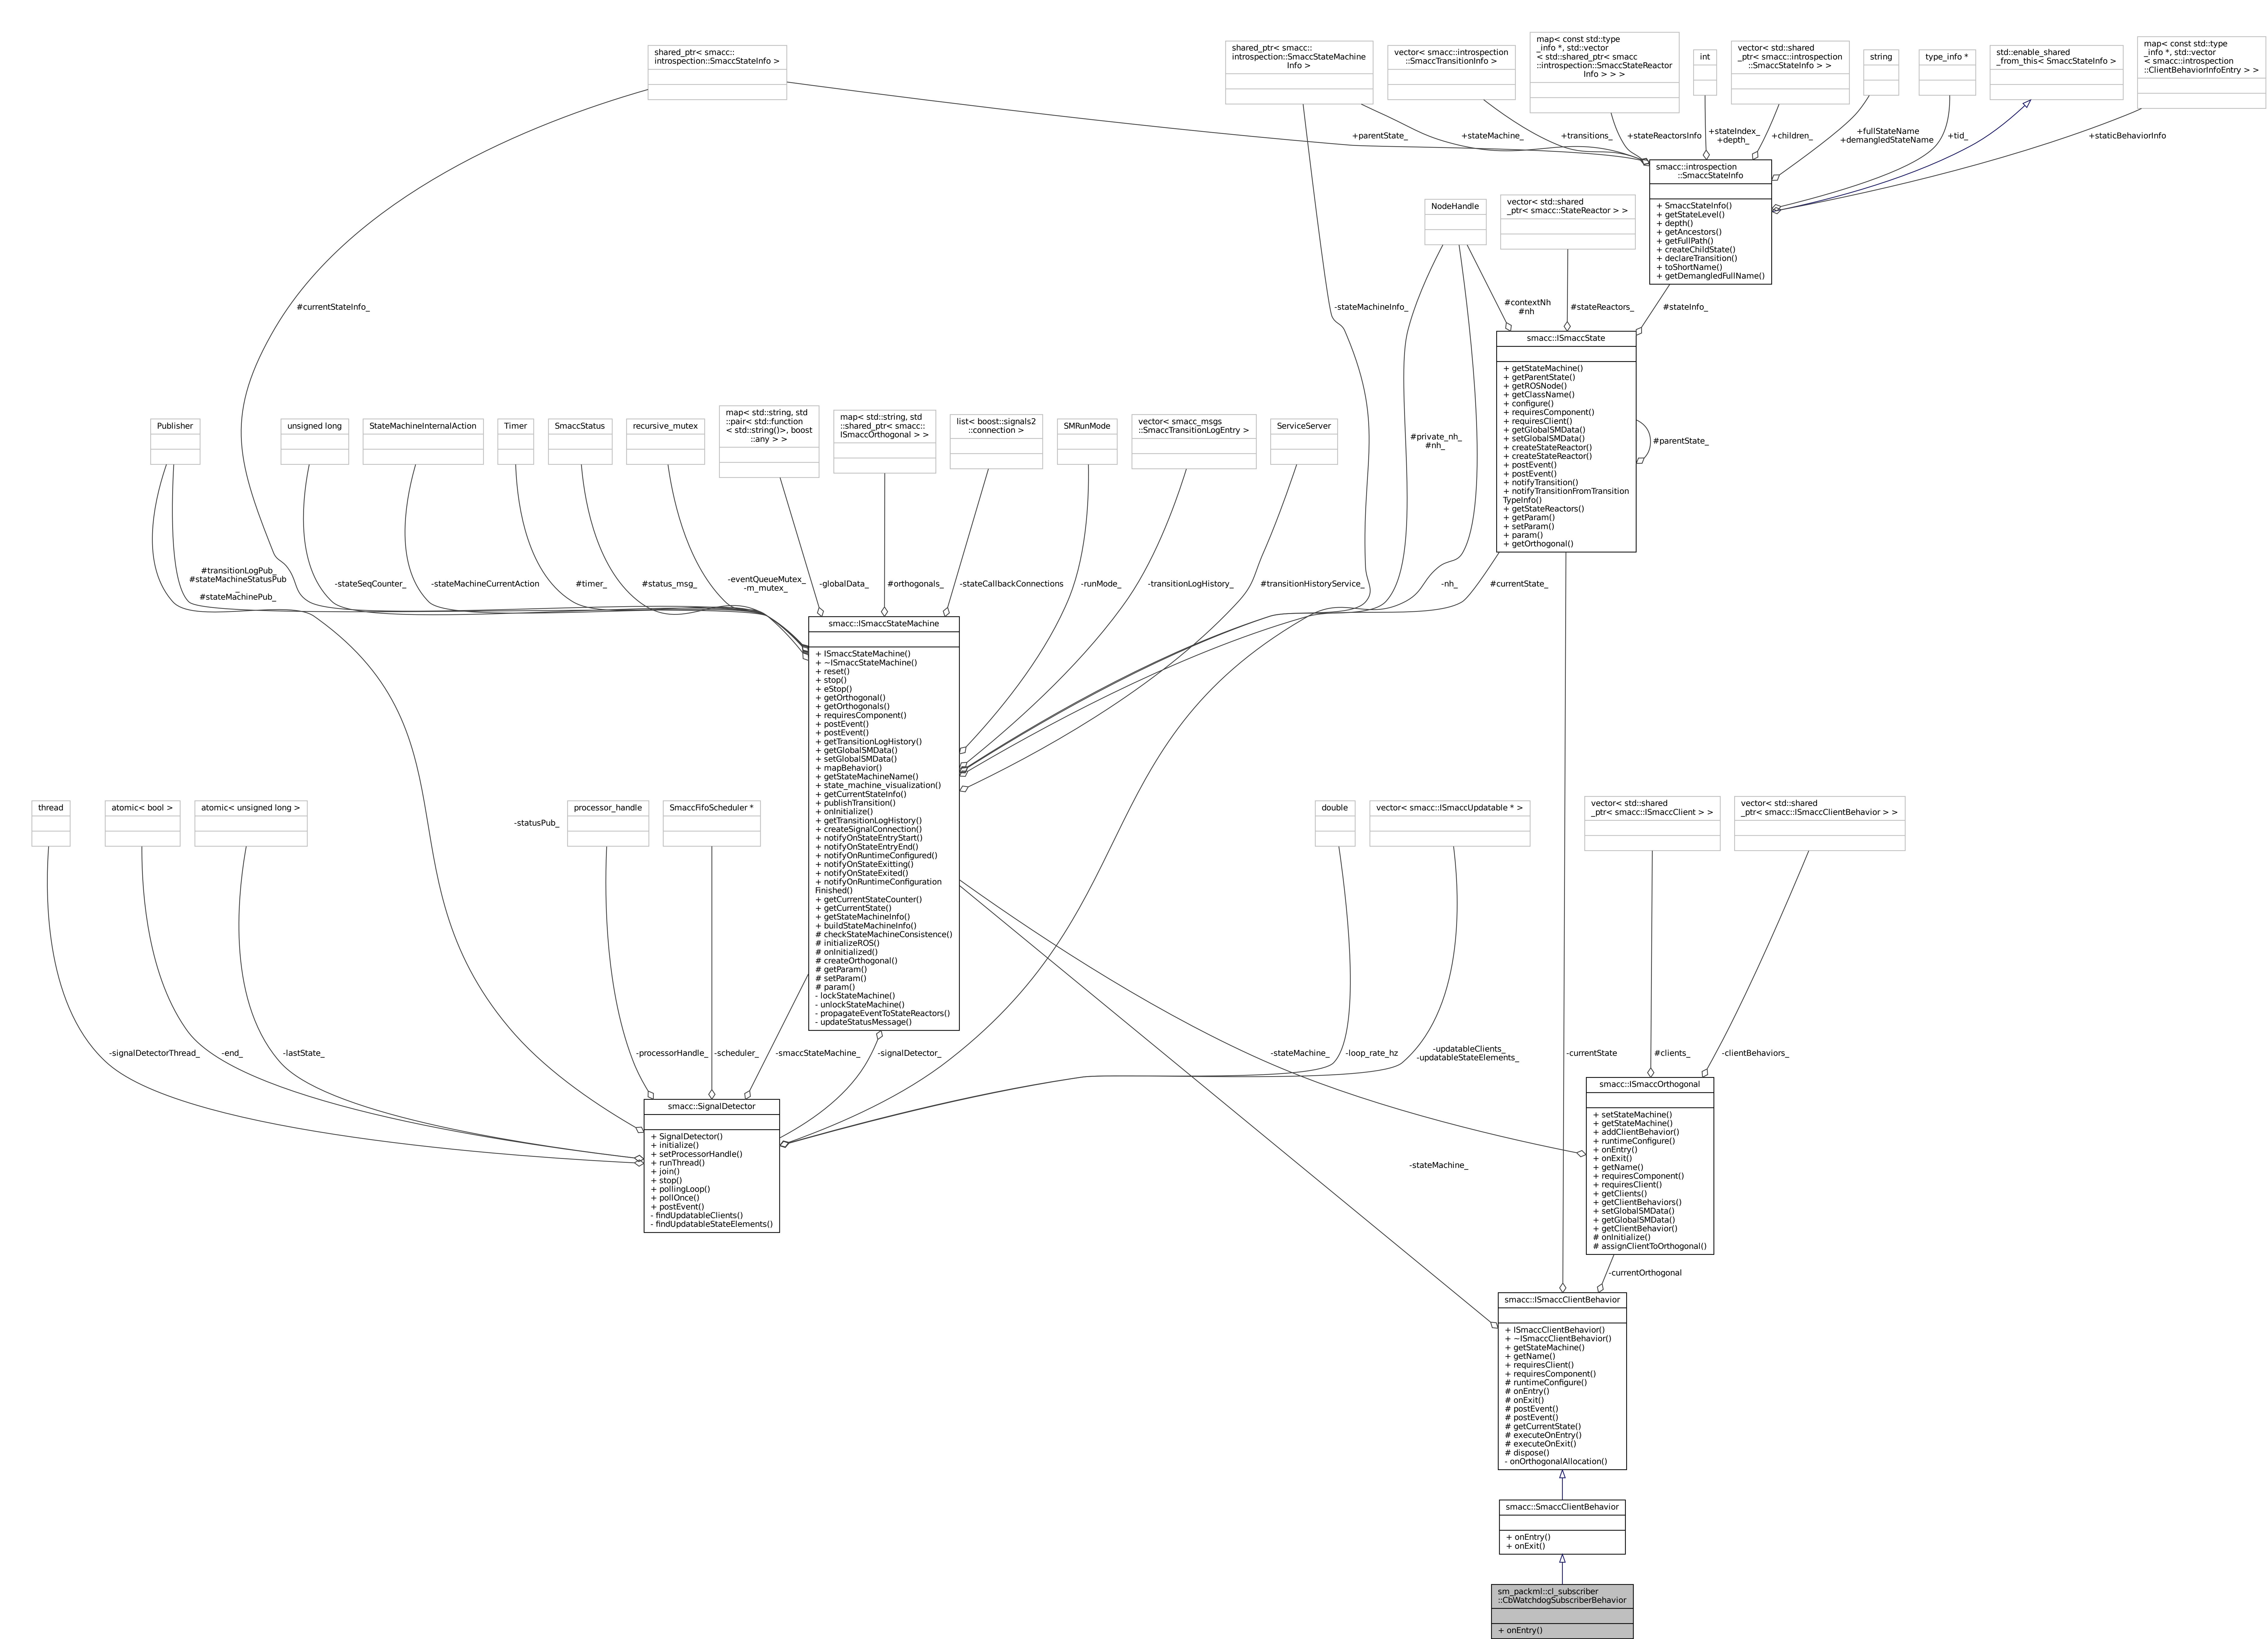 shared_ptr< smacc::
introspection::SmaccStateInfo >
shared_ptr< smacc::
introspection::SmaccStateMachine
Info >
vector< smacc::introspection
::SmaccTransitionInfo >
map< const std::type
_info *, std::vector
< std::shared_ptr< smacc
::introspection::SmaccStateReactor
Info > > >
int
vector< std::shared
_ptr< smacc::introspection
::SmaccStateInfo > >
string
type_info *
std::enable_shared
_from_this< SmaccStateInfo >
map< const std::type
_info *, std::vector
< smacc::introspection
::ClientBehaviorInfoEntry > >
+parentState_
+stateMachine_
+transitions_
+stateReactorsInfo
+stateIndex_
+depth_
+children_
+fullStateName
+demangledStateName
+tid_
+staticBehaviorInfo
smacc::introspection
::SmaccStateInfo
+ SmaccStateInfo()
+ getStateLevel()
+ depth()
+ getAncestors()
+ getFullPath()
+ createChildState()
+ declareTransition()
+ toShortName()
+ getDemangledFullName()
NodeHandle
vector< std::shared
_ptr< smacc::StateReactor > >
#currentStateInfo_
-stateMachineInfo_
#contextNh
#nh
#stateReactors_
#stateInfo_
smacc::ISmaccState
+ getStateMachine()
+ getParentState()
+ getROSNode()
+ getClassName()
+ configure()
+ requiresComponent()
+ requiresClient()
+ getGlobalSMData()
+ setGlobalSMData()
+ createStateReactor()
+ createStateReactor()
+ postEvent()
+ postEvent()
+ notifyTransition()
+ notifyTransitionFromTransition
TypeInfo()
+ getStateReactors()
+ getParam()
+ setParam()
+ param()
+ getOrthogonal()
#parentState_
#private_nh_
#nh_
Publisher
unsigned long
StateMachineInternalAction
Timer
SmaccStatus
recursive_mutex
map< std::string, std
::pair< std::function
< std::string()>, boost
::any > >
map< std::string, std
::shared_ptr< smacc::
ISmaccOrthogonal > >
list< boost::signals2
::connection >
SMRunMode
vector< smacc_msgs
::SmaccTransitionLogEntry >
ServiceServer
#transitionLogPub_
#stateMachineStatusPub
_
#stateMachinePub_
-stateSeqCounter_
-stateMachineCurrentAction
#timer_
#status_msg_
-eventQueueMutex_
-m_mutex_
-globalData_
#orthogonals_
-stateCallbackConnections
-runMode_
-transitionLogHistory_
#transitionHistoryService_
-nh_
#currentState_
smacc::ISmaccStateMachine
+ ISmaccStateMachine()
+ ~ISmaccStateMachine()
+ reset()
+ stop()
+ eStop()
+ getOrthogonal()
+ getOrthogonals()
+ requiresComponent()
+ postEvent()
+ postEvent()
+ getTransitionLogHistory()
+ getGlobalSMData()
+ setGlobalSMData()
+ mapBehavior()
+ getStateMachineName()
+ state_machine_visualization()
+ getCurrentStateInfo()
+ publishTransition()
+ onInitialize()
+ getTransitionLogHistory()
+ createSignalConnection()
+ notifyOnStateEntryStart()
+ notifyOnStateEntryEnd()
+ notifyOnRuntimeConfigured()
+ notifyOnStateExitting()
+ notifyOnStateExited()
+ notifyOnRuntimeConfiguration
Finished()
+ getCurrentStateCounter()
+ getCurrentState()
+ getStateMachineInfo()
+ buildStateMachineInfo()
# checkStateMachineConsistence()
# initializeROS()
# onInitialized()
# createOrthogonal()
# getParam()
# setParam()
# param()
- lockStateMachine()
- unlockStateMachine()
- propagateEventToStateReactors()
- updateStatusMessage()
thread
atomic< bool >
atomic< unsigned long >
-statusPub_
processor_handle
SmaccFifoScheduler *
double
vector< smacc::ISmaccUpdatable * >
vector< std::shared
_ptr< smacc::ISmaccClient > >
vector< std::shared
_ptr< smacc::ISmaccClientBehavior > >
-signalDetectorThread_
-end_
-lastState_
-processorHandle_
-scheduler_
-smaccStateMachine_
-signalDetector_
-stateMachine_
-loop_rate_hz
-updatableClients_
-updatableStateElements_
-currentState
#clients_
-clientBehaviors_
smacc::SignalDetector
+ SignalDetector()
+ initialize()
+ setProcessorHandle()
+ runThread()
+ join()
+ stop()
+ pollingLoop()
+ pollOnce()
+ postEvent()
- findUpdatableClients()
- findUpdatableStateElements()
smacc::ISmaccOrthogonal
+ setStateMachine()
+ getStateMachine()
+ addClientBehavior()
+ runtimeConfigure()
+ onEntry()
+ onExit()
+ getName()
+ requiresComponent()
+ requiresClient()
+ getClients()
+ getClientBehaviors()
+ setGlobalSMData()
+ getGlobalSMData()
+ getClientBehavior()
# onInitialize()
# assignClientToOrthogonal()
-stateMachine_
-currentOrthogonal
smacc::ISmaccClientBehavior
+ ISmaccClientBehavior()
+ ~ISmaccClientBehavior()
+ getStateMachine()
+ getName()
+ requiresClient()
+ requiresComponent()
# runtimeConfigure()
# onEntry()
# onExit()
# postEvent()
# postEvent()
# getCurrentState()
# executeOnEntry()
# executeOnExit()
# dispose()
- onOrthogonalAllocation()
smacc::SmaccClientBehavior
+ onEntry()
+ onExit()
sm_packml::cl_subscriber
::CbWatchdogSubscriberBehavior
+ onEntry()